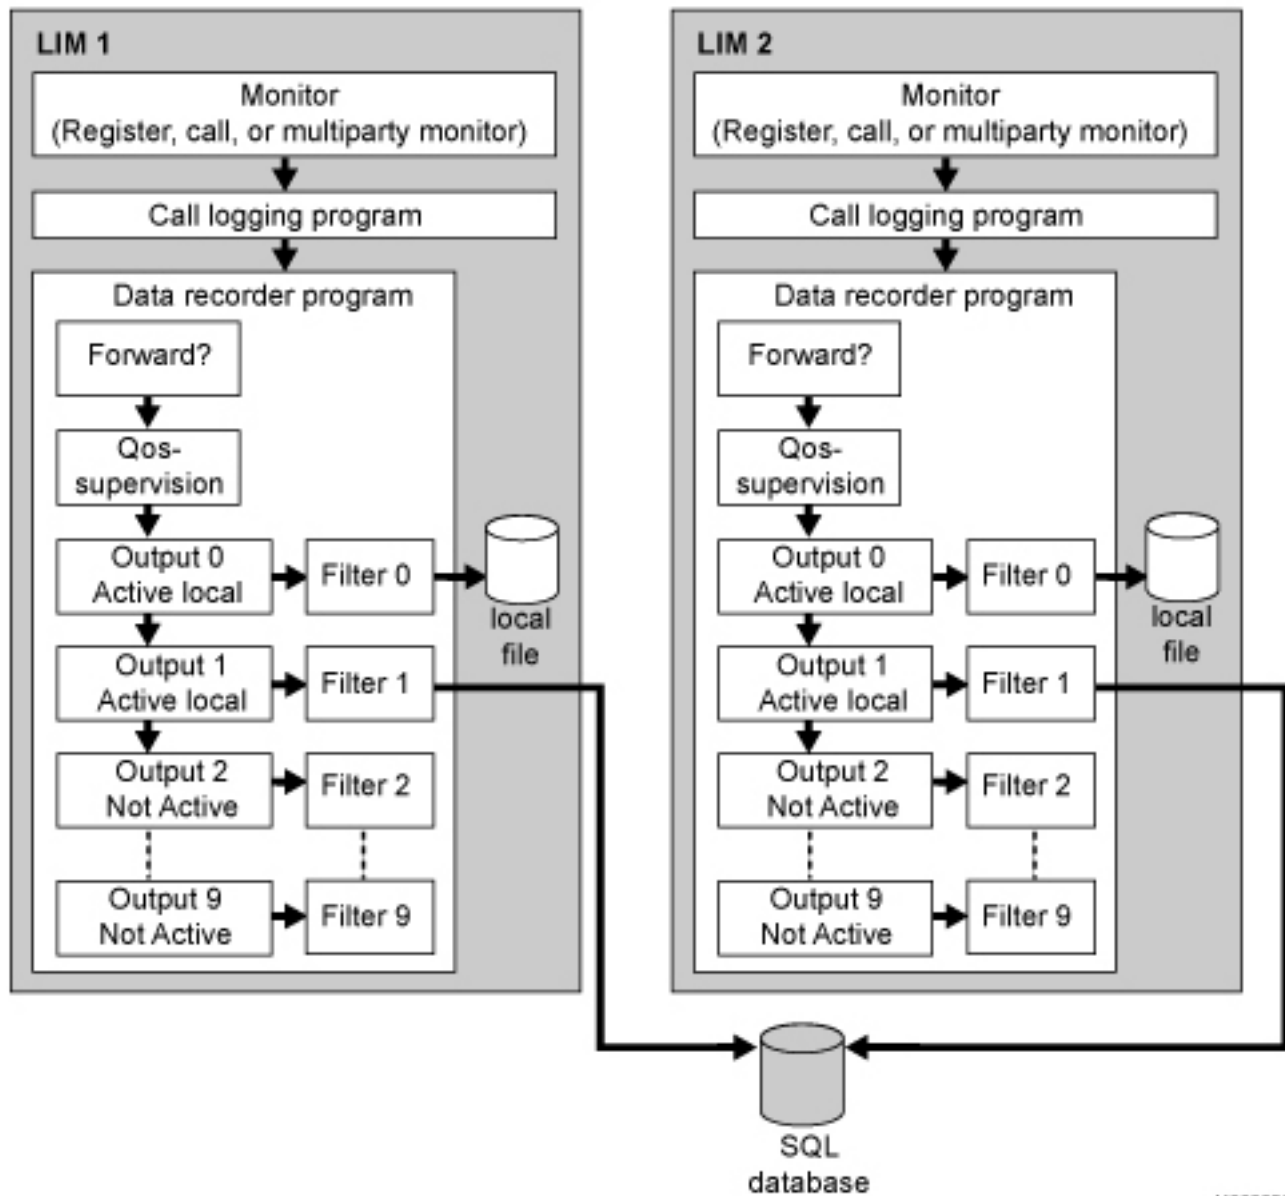 LIM 1
Monitor
(Register, call, or multiparty monitor)
Call logging program
Data recorder program
Forward?
Qos-
supervision
Output 0
Active local
Filter 0
local
file
Output 1
Active local
Filter 1
Output 2
Not Active
Filter 2
Output 9
Not Active
Filter 9
LIM 2
Monitor
(Register, call, or multiparty monitor)
Call logging program
Data recorder program
Forward?
Qos-
supervision
Output 0
Active local
Filter 0
local
file
Output 1
Active local
Filter 1
Output 2
Not Active
Filter 2
Output 9
Not Active
Filter 9
SQL
database